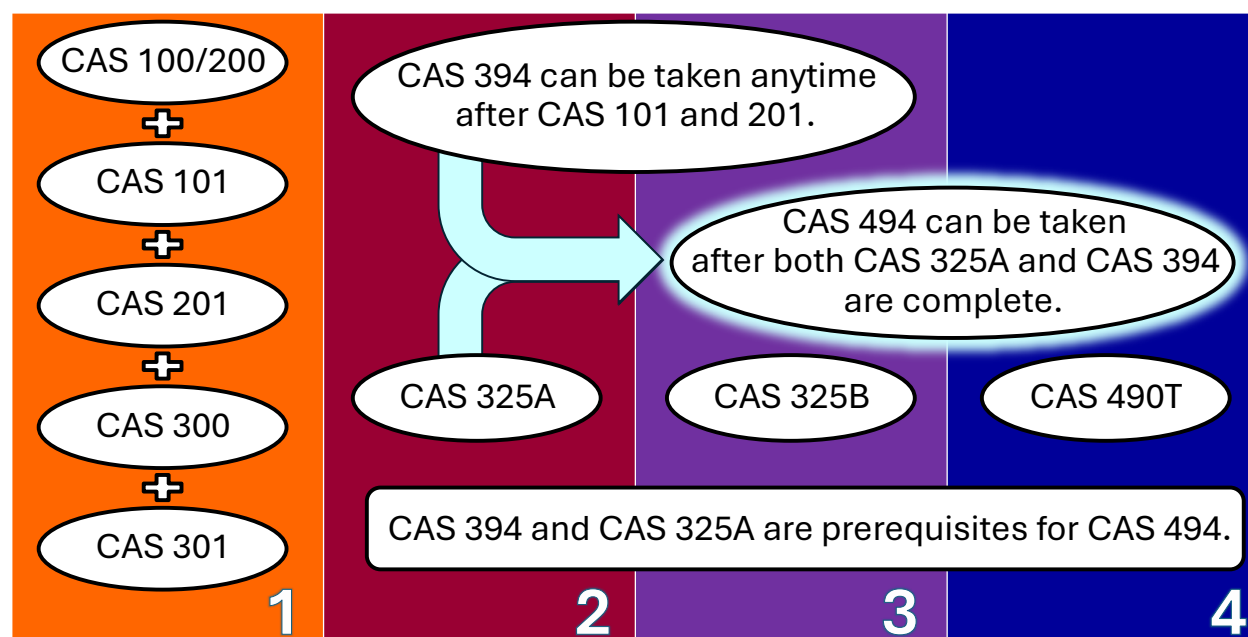 CAS 100/200
CAS 101
CAS 201
CAS 300
CAS 301
1
CAS 394 can be taken anytime
after CAS 101 and 201.
CAS 494 can be taken
after both CAS 325A and CAS 394
are complete.
CAS 325A
CAS 325B
CAS 490T
CAS 394 and CAS 325A are prerequisites for CAS 494.
2
3
4